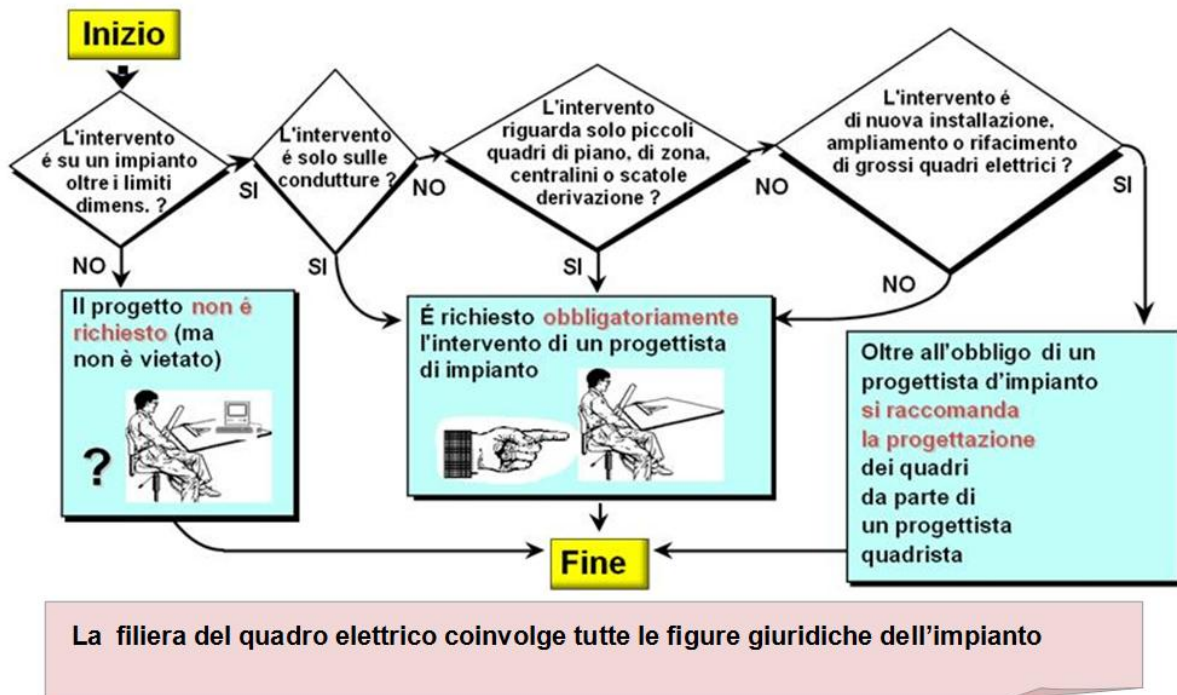 Inizio
L'intervento
é su un impianto
oltre i limiti
dimens. ?
SI
NO
L'intervento
é solo sulle
condutture ?
NO
SI
L'intervento
riguarda solo piccoli
quadri di piano, di zona,
centralini o scatole
derivazione ?
NO
SI
L'intervento é
di nuova installazione,
ampliamento o rifacimento
di grossi quadri elettrici ?
SI
NO
Il progetto non é
richiesto (ma
non è vietato)
?
É richiesto obbligatoriamente
l'intervento di un progettista
di impianto
Oltre all'obbligo di un
progettista d'impianto
si raccomanda
la progettazione
dei quadri
da parte di
un progettista
quadrista
Fine
La filiera del quadro elettrico coinvolge tutte le figure giuridiche dell'impianto